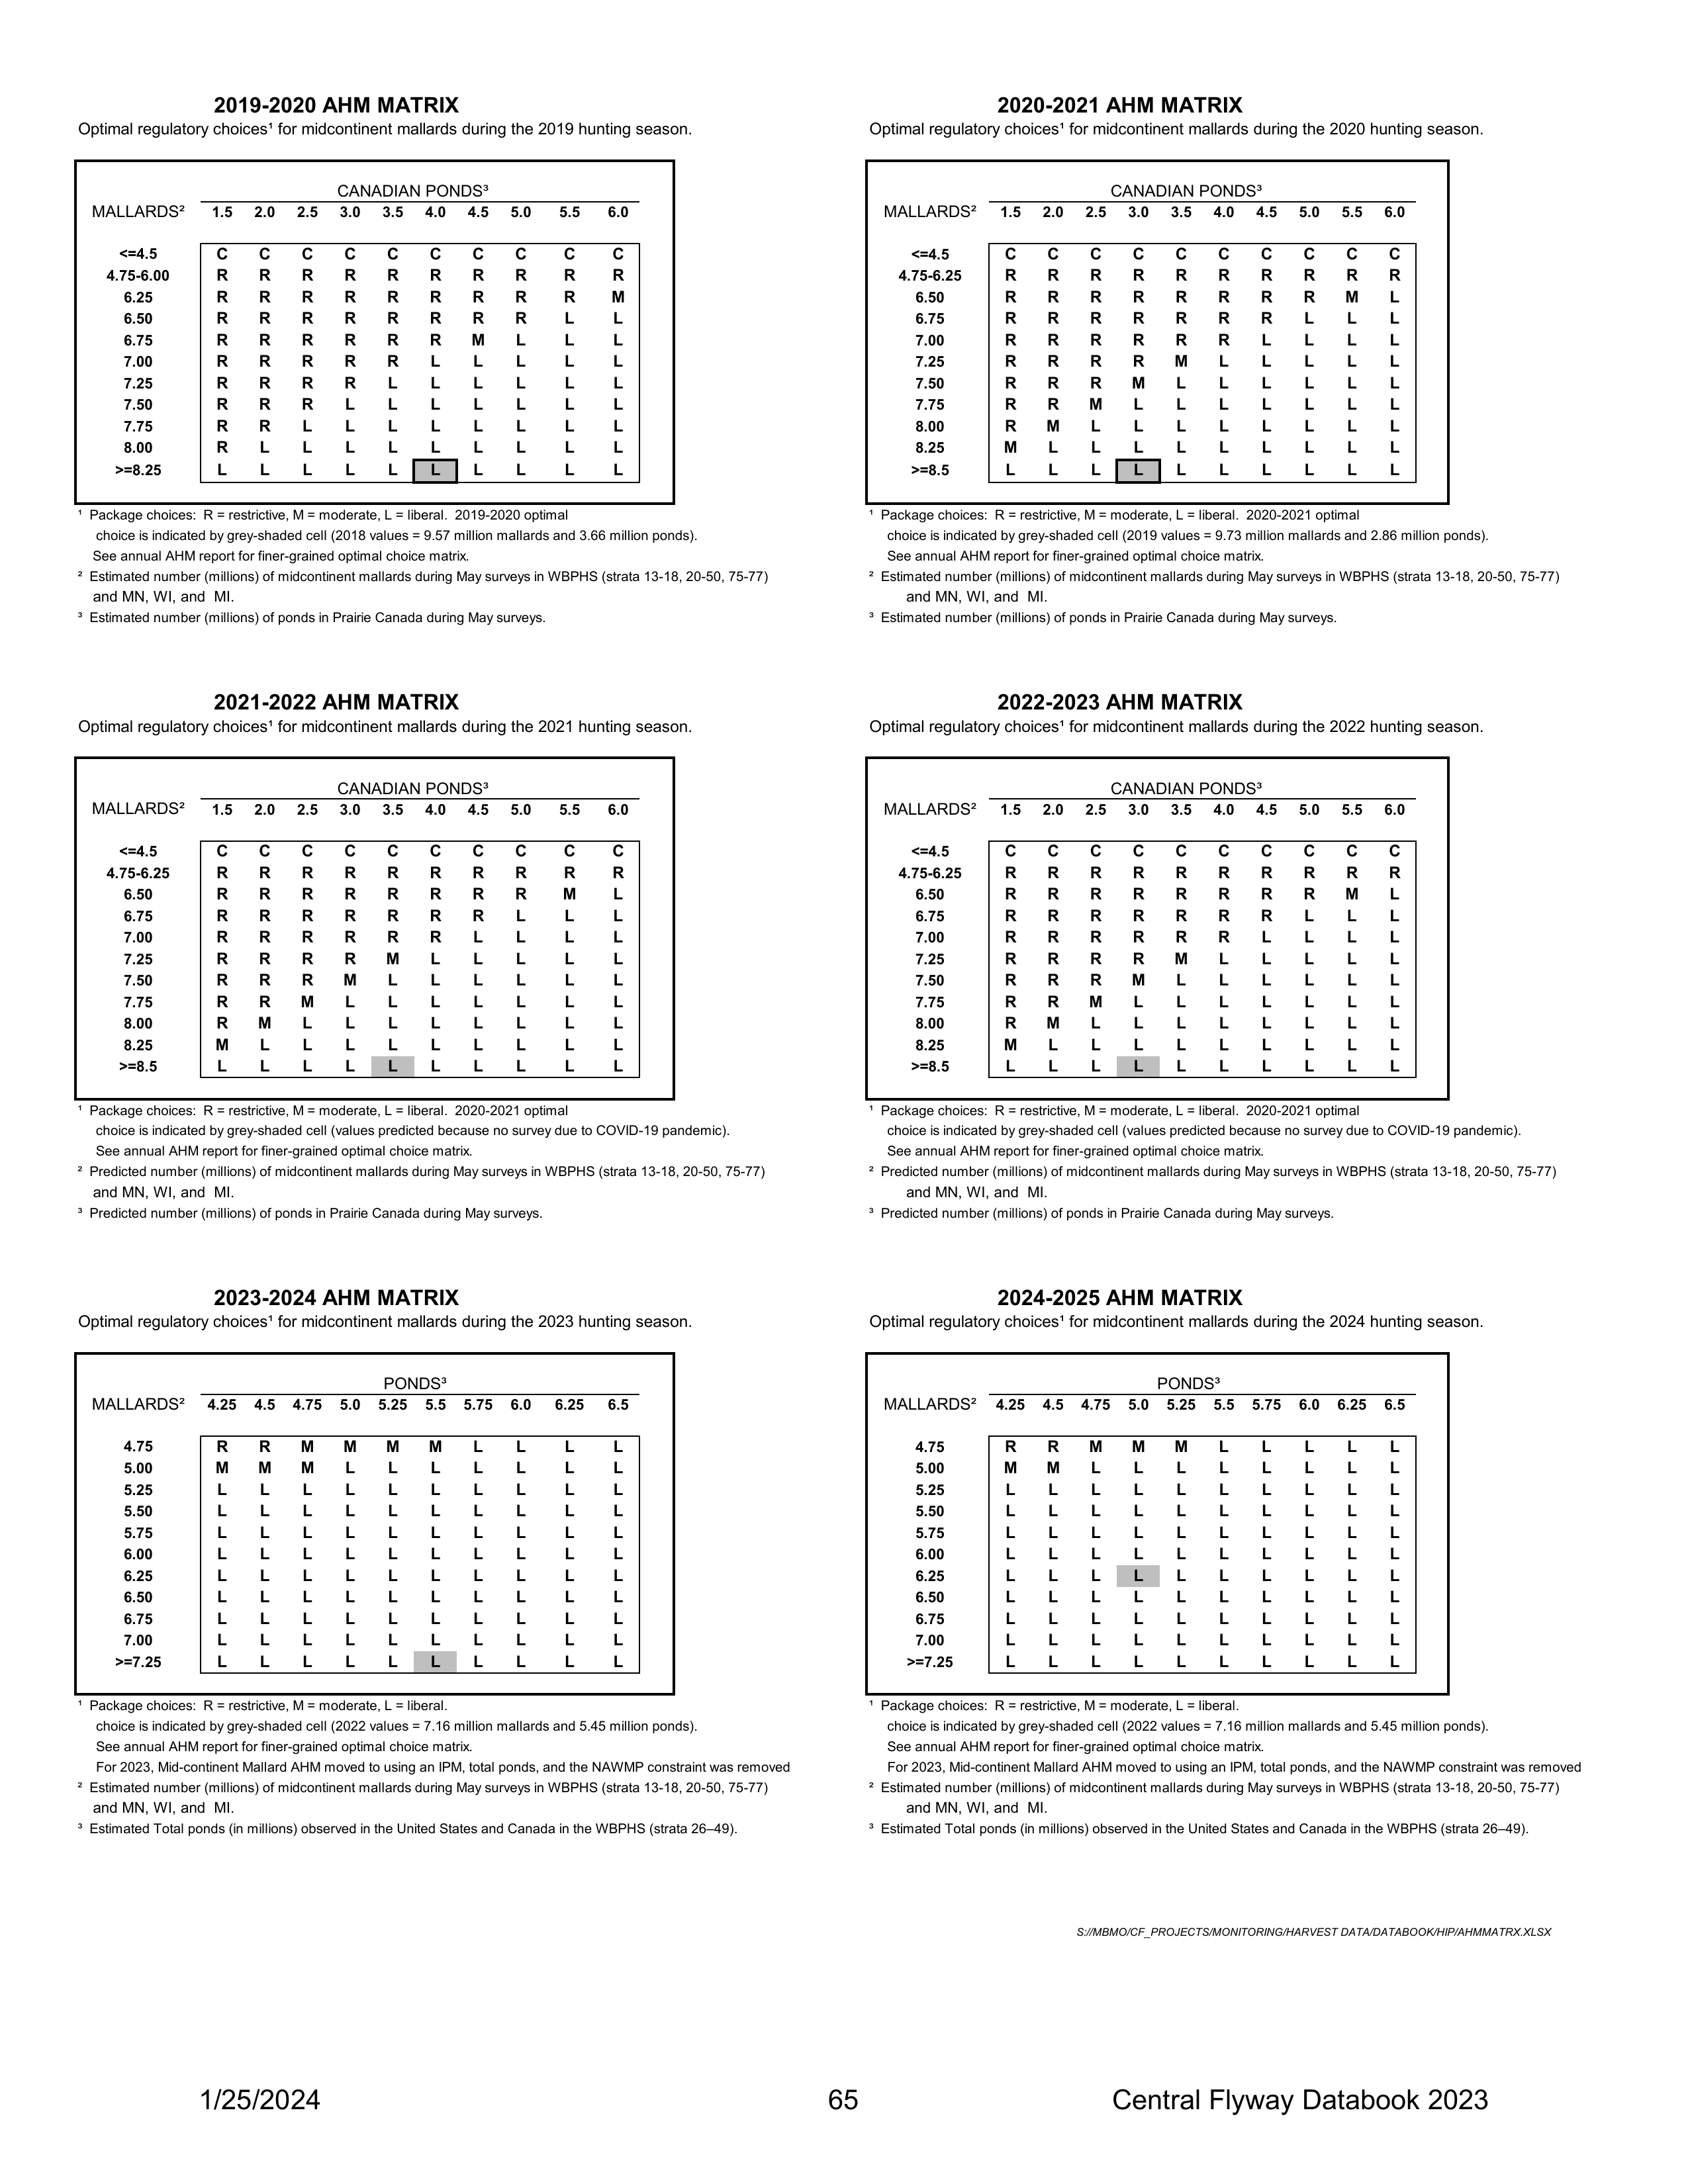 2019-2020 AHM MATRIX
Optimal regulatory choices¹ for midcontinent mallards during the 2019 hunting season.
CANADIAN PONDS³
MALLARDS² 1.5 2.0 2.5 3.0 3.5 4.0 4.5 5.0 5.5 6.0
<=4.5 C C C C C C C C C C
4.75-6.00 R R R R R R R R R R
6.25 R R R R R R R R R M
6.50 R R R R R R R R L L
6.75 R R R R R R M L L L
7.00 R R R R R L L L L L
7.25 R R R R L L L L L L
7.50 R R R L L L L L L L
7.75 R R L L L L L L L L
8.00 R L L L L L L L L L
>=8.25 L L L L L L L L L L
¹ Package choices: R = restrictive, M = moderate, L = liberal. 2019-2020 optimal
choice is indicated by grey-shaded cell (2018 values = 9.57 million mallards and 3.66 million ponds).
See annual AHM report for finer-grained optimal choice matrix.
² Estimated number (millions) of midcontinent mallards during May surveys in WBPHS (strata 13-18, 20-50, 75-77)
and MN, WI, and MI.
³ Estimated number (millions) of ponds in Prairie Canada during May surveys.
2020-2021 AHM MATRIX
Optimal regulatory choices¹ for midcontinent mallards during the 2020 hunting season.
CANADIAN PONDS³
MALLARDS² 1.5 2.0 2.5 3.0 3.5 4.0 4.5 5.0 5.5 6.0
<=4.5 C C C C C C C C C C
4.75-6.25 R R R R R R R R R R
6.50 R R R R R R R R M L
6.75 R R R R R R R L L L
7.00 R R R R R R L L L L
7.25 R R R R M L L L L L
7.50 R R R M L L L L L L
7.75 R R M L L L L L L L
8.00 R M L L L L L L L L
8.25 M L L L L L L L L L
>=8.5 L L L L L L L L L L
¹ Package choices: R = restrictive, M = moderate, L = liberal. 2020-2021 optimal
choice is indicated by grey-shaded cell (2019 values = 9.73 million mallards and 2.86 million ponds).
See annual AHM report for finer-grained optimal choice matrix.
² Estimated number (millions) of midcontinent mallards during May surveys in WBPHS (strata 13-18, 20-50, 75-77)
and MN, WI, and MI.
³ Estimated number (millions) of ponds in Prairie Canada during May surveys.
2021-2022 AHM MATRIX
Optimal regulatory choices¹ for midcontinent mallards during the 2021 hunting season.
CANADIAN PONDS³
MALLARDS² 1.5 2.0 2.5 3.0 3.5 4.0 4.5 5.0 5.5 6.0
<=4.5 C C C C C C C C C C
4.75-6.25 R R R R R R R R R R
6.50 R R R R R R R R M L
6.75 R R R R R R R L L L
7.00 R R R R R R L L L L
7.25 R R R R M L L L L L
7.50 R R R M L L L L L L
7.75 R R M L L L L L L L
8.00 R M L L L L L L L L
8.25 M L L L L L L L L L
>=8.5 L L L L L L L L L L
¹ Package choices: R = restrictive, M = moderate, L = liberal. 2020-2021 optimal
choice is indicated by grey-shaded cell (values predicted because no survey due to COVID-19 pandemic).
See annual AHM report for finer-grained optimal choice matrix.
² Predicted number (millions) of midcontinent mallards during May surveys in WBPHS (strata 13-18, 20-50, 75-77)
and MN, WI, and MI.
³ Predicted number (millions) of ponds in Prairie Canada during May surveys.
2022-2023 AHM MATRIX
Optimal regulatory choices¹ for midcontinent mallards during the 2022 hunting season.
CANADIAN PONDS³
MALLARDS² 1.5 2.0 2.5 3.0 3.5 4.0 4.5 5.0 5.5 6.0
<=4.5 C C C C C C C C C C
4.75-6.25 R R R R R R R R R R
6.50 R R R R R R R R M L
6.75 R R R R R R R L L L
7.00 R R R R R R L L L L
7.25 R R R R M L L L L L
7.50 R R R M L L L L L L
7.75 R R M L L L L L L L
8.00 R M L L L L L L L L
8.25 M L L L L L L L L L
>=8.5 L L L L L L L L L L
¹ Package choices: R = restrictive, M = moderate, L = liberal. 2020-2021 optimal
choice is indicated by grey-shaded cell (values predicted because no survey due to COVID-19 pandemic).
See annual AHM report for finer-grained optimal choice matrix.
² Predicted number (millions) of midcontinent mallards during May surveys in WBPHS (strata 13-18, 20-50, 75-77)
and MN, WI, and MI.
³ Predicted number (millions) of ponds in Prairie Canada during May surveys.
2023-2024 AHM MATRIX
Optimal regulatory choices¹ for midcontinent mallards during the 2023 hunting season.
PONDS³
MALLARDS² 4.25 4.5 4.75 5.0 5.25 5.5 5.75 6.0 6.25 6.5
4.75 R R M M M M L L L L
5.00 M M M L L L L L L L
5.25 L L L L L L L L L L
5.50 L L L L L L L L L L
5.75 L L L L L L L L L L
6.00 L L L L L L L L L L
6.25 L L L L L L L L L L
6.50 L L L L L L L L L L
6.75 L L L L L L L L L L
7.00 L L L L L L L L L L
>=7.25 L L L L L L L L L L
¹ Package choices: R = restrictive, M = moderate, L = liberal.
choice is indicated by grey-shaded cell (2022 values = 7.16 million mallards and 5.45 million ponds).
See annual AHM report for finer-grained optimal choice matrix.
For 2023, Mid-continent Mallard AHM moved to using an IPM, total ponds, and the NAWMP constraint was removed
² Estimated number (millions) of midcontinent mallards during May surveys in WBPHS (strata 13-18, 20-50, 75-77)
and MN, WI, and MI.
³ Estimated Total ponds (in millions) observed in the United States and Canada in the WBPHS (strata 26–49).
2024-2025 AHM MATRIX
Optimal regulatory choices¹ for midcontinent mallards during the 2024 hunting season.
PONDS³
MALLARDS² 4.25 4.5 4.75 5.0 5.25 5.5 5.75 6.0 6.25 6.5
4.75 R R M M M L L L L L
5.00 M M L L L L L L L L
5.25 L L L L L L L L L L
5.50 L L L L L L L L L L
5.75 L L L L L L L L L L
6.00 L L L L L L L L L L
6.25 L L L L L L L L L L
6.50 L L L L L L L L L L
6.75 L L L L L L L L L L
7.00 L L L L L L L L L L
>=7.25 L L L L L L L L L L
¹ Package choices: R = restrictive, M = moderate, L = liberal.
choice is indicated by grey-shaded cell (2022 values = 7.16 million mallards and 5.45 million ponds).
See annual AHM report for finer-grained optimal choice matrix.
For 2023, Mid-continent Mallard AHM moved to using an IPM, total ponds, and the NAWMP constraint was removed
² Estimated number (millions) of midcontinent mallards during May surveys in WBPHS (strata 13-18, 20-50, 75-77)
and MN, WI, and MI.
³ Estimated Total ponds (in millions) observed in the United States and Canada in the WBPHS (strata 26–49).
S://MBMO/CF_PROJECTS/MONITORING/HARVEST DATA/DATABOOK/HIP/AHMMATRX.XLSX
1/25/2024 65 Central Flyway Databook 2023